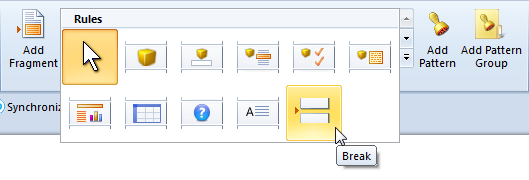 Rules
Add
Fragment
Add
Pattern
Add Pattern
Group
Synchroniz
A
Break